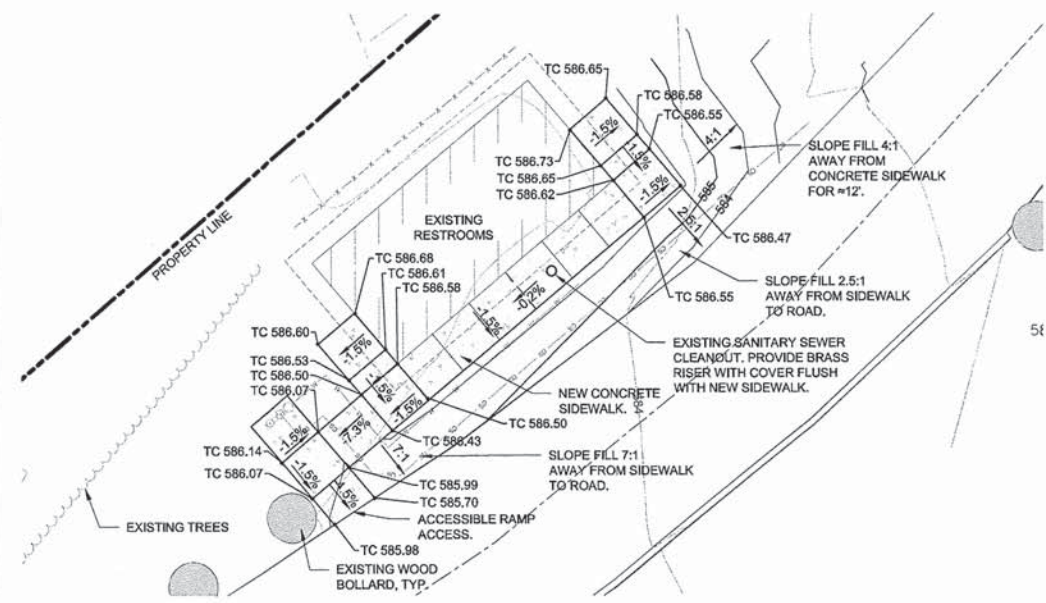 TC 586.65
TC 586.58
TC 586.55
-1.5%
-1.5%
4:1
SLOPE FILL 4:1
AWAY FROM
CONCRETE SIDEWALK
FOR ≈12'.
TC 586.73
TC 586.65
TC 586.62
-1.5%
585
584
2.5:1
TC 586.47
EXISTING
RESTROOMS
PROPERTY LINE
TC 586.68
TC 586.61
TC 586.58
-0.2%
-1.5%
TC 586.55
SLOPE FILL 2.5:1
AWAY FROM SIDEWALK
TO ROAD.
58
TC 586.60
TC 586.53
TC 586.50
TC 586.07
-1.5%
-1.5%
-1.5%
EXISTING SANITARY SEWER
CLEANOUT. PROVIDE BRASS
RISER WITH COVER FLUSH
WITH NEW SIDEWALK.
NEW CONCRETE
SIDEWALK.
TC 586.50
-1.5%
-7.3%
TC 586.43
7:1
TC 586.14
TC 586.07
-1.5%
-4.5%
SLOPE FILL 7:1
AWAY FROM SIDEWALK
TO ROAD.
TC 585.99
TC 585.70
ACCESSIBLE RAMP
ACCESS.
EXISTING TREES
TC 585.98
EXISTING WOOD
BOLLARD, TYP.